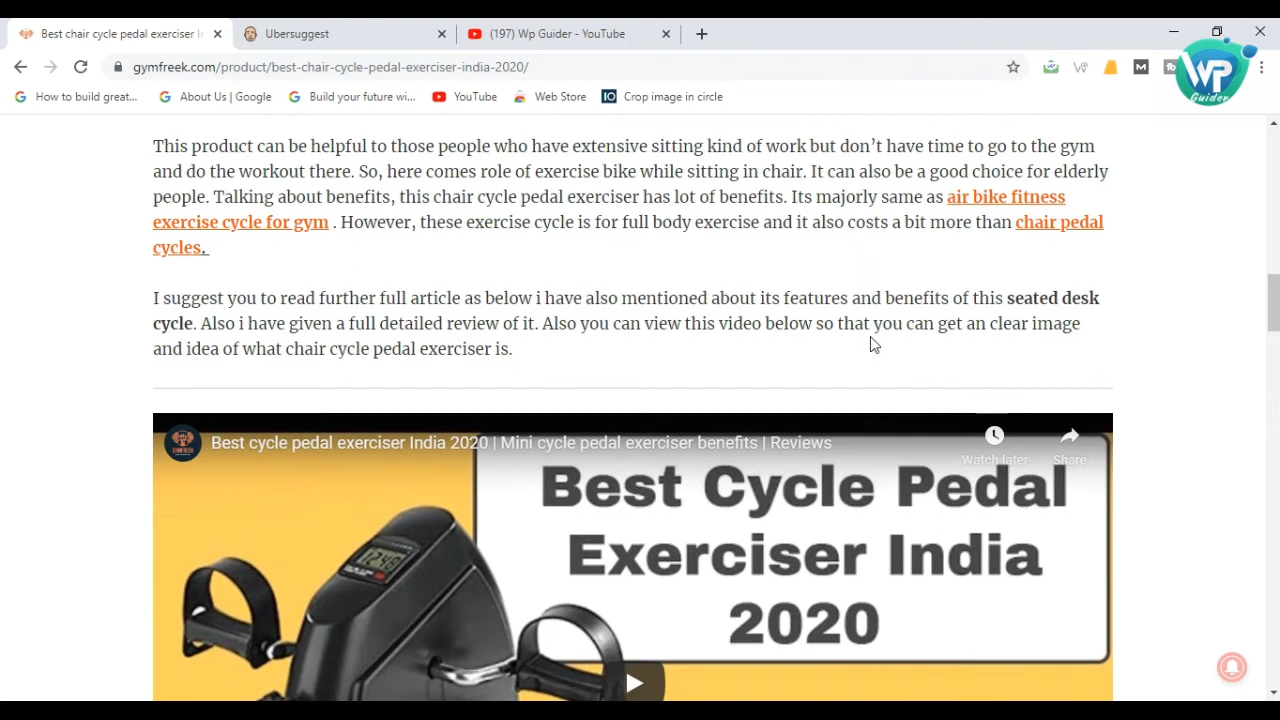 Best chair cycle pedal exerciser In
Ubersuggest
(197) Wp Guider - YouTube
gymfreek.com/product/best-chair-cycle-pedal-exerciser-india-2020/
How to build great...
About Us | Google
Build your future wi...
YouTube
Web Store
Crop image in circle
WP
Guider
This product can be helpful to those people who have extensive sitting kind of work but don’t have time to go to the gym
and do the workout there. So, here comes role of exercise bike while sitting in chair. It can also be a good choice for elderly
people. Talking about benefits, this chair cycle pedal exerciser has lot of benefits. Its majorly same as air bike fitness
exercise cycle for gym . However, these exercise cycle is for full body exercise and it also costs a bit more than chair pedal
cycles.
I suggest you to read further full article as below i have also mentioned about its features and benefits of this seated desk
cycle. Also i have given a full detailed review of it. Also you can view this video below so that you can get an clear image
and idea of what chair cycle pedal exerciser is.
Best cycle pedal exerciser India 2020 | Mini cycle pedal exerciser benefits | Reviews
Watch later
Share
Best Cycle Pedal
Exerciser India
2020